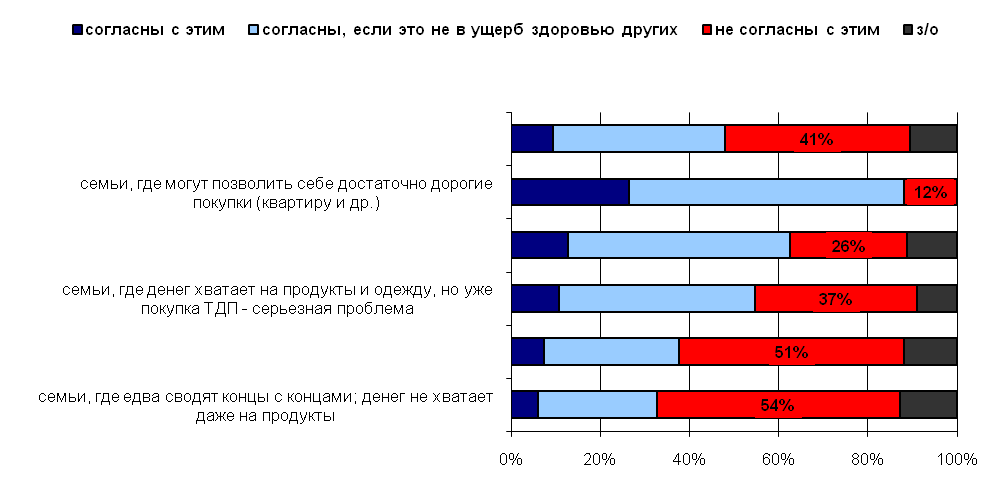 согласны с этим согласны, если это не в ущерб здоровью других не согласны с этим з/о
41%
семьи, где могут позволить себе достаточно дорогие
покупки (квартиру и др.)
12%
26%
семьи, где денег хватает на продукты и одежду, но уже
покупка ТДП - серьезная проблема
37%
51%
семьи, где едва сводят концы с концами; денег не хватает
даже на продукты
54%
0% 20% 40% 60% 80% 100%